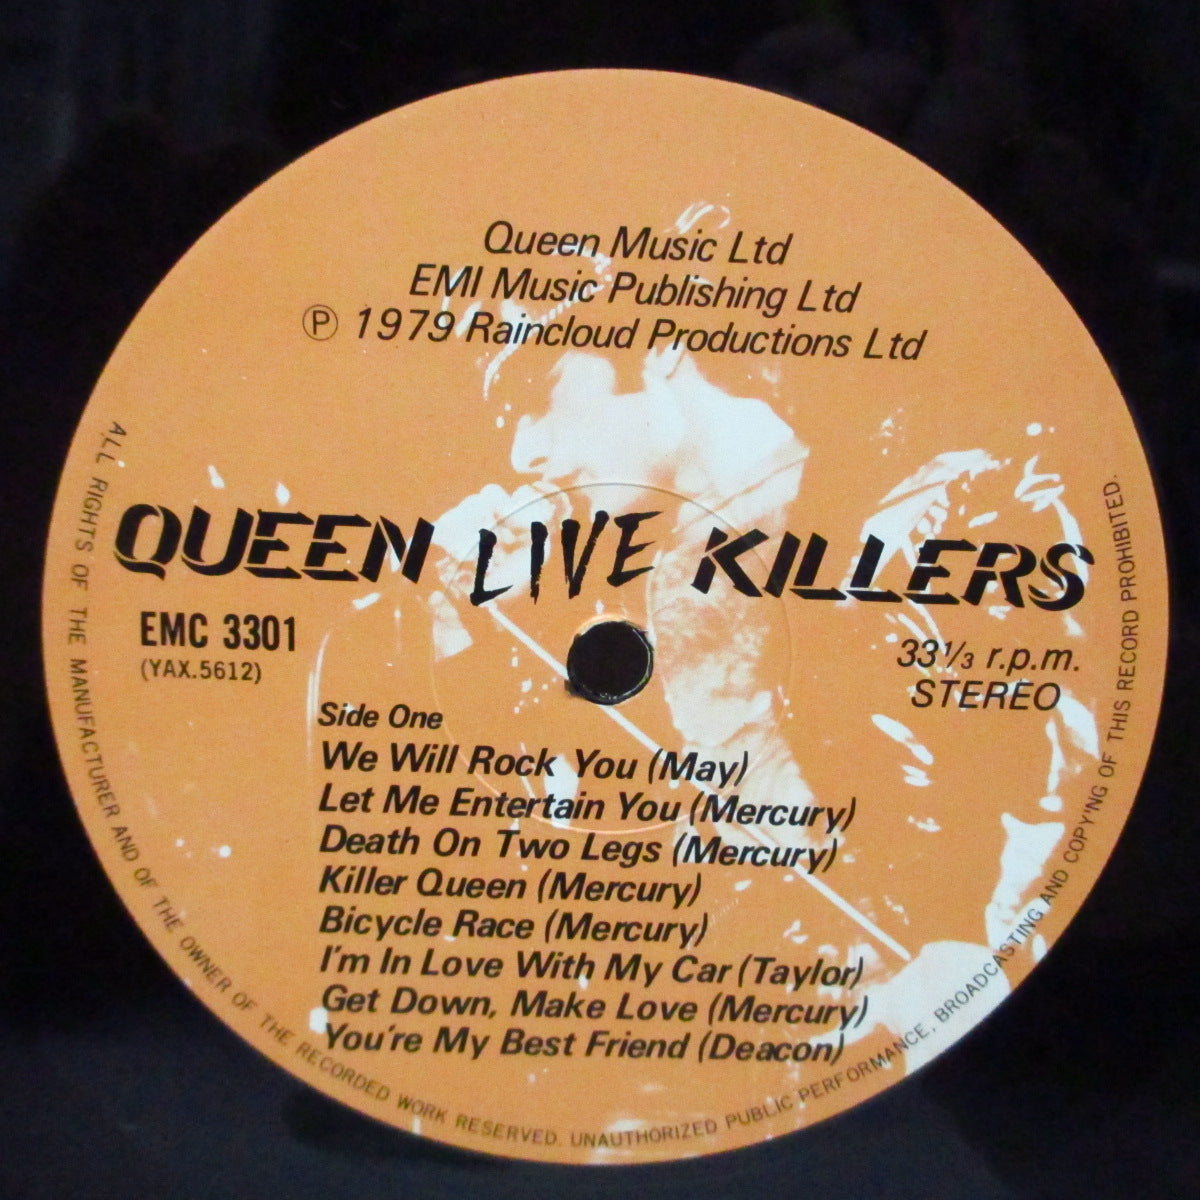 Queen Music Ltd
EMI Music Publishing Ltd
℗ 1979 Raincloud Productions Ltd
QUEEN LIVE KILLERS
EMC 3301
(YAX.5612)
33⅓ r.p.m.
STEREO
Side One
We Will Rock You (May)
Let Me Entertain You (Mercury)
Death On Two Legs (Mercury)
Killer Queen (Mercury)
Bicycle Race (Mercury)
I'm In Love With My Car (Taylor)
Get Down, Make Love (Mercury)
You're My Best Friend (Deacon)
ALL RIGHTS OF THE MANUFACTURER AND OF THE OWNER OF THE RECORDED WORK RESERVED. UNAUTHORIZED PUBLIC PERFORMANCE, BROADCASTING AND COPY'NG OF THIS RECORD PROHIBITED.